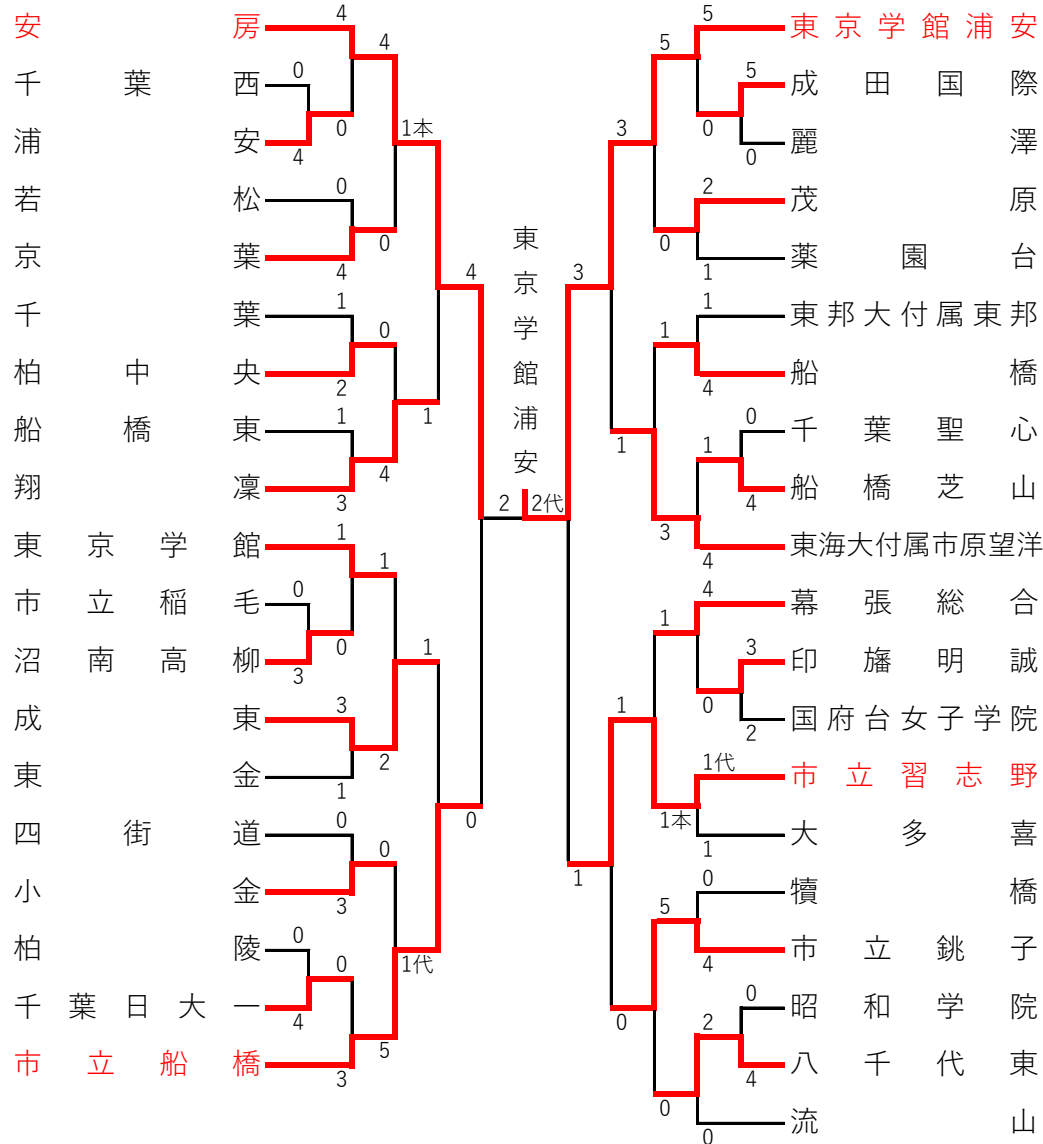 安房
千葉西
浦安
若松
京葉
千葉
柏中央
船橋東
翔凜
東京学館
市立稲毛
沼南高柳
成東
東金
四街道
小金
柏陵
千葉日大一
市立船橋
4
0
4
0
4
1
2
1
3
1
0
3
3
1
0
3
0
4
3
0
0
0
4
0
2
0
0
4
0
4
1
1
5
1本
1
1
1代
4
0
2
東京学館浦安
2代
3
1
3
1
1
0
5
0
1
3
1
1本
5
0
0
1
0
2
5
0
2
1
1
4
0
4
4
4
3
2
1代
1
0
4
0
4
0
東京学館浦安
成田国際
麗澤
茂原
薬園台
東邦大付属東邦
船橋
千葉聖心
船橋芝山
東海大付属市原望洋
幕張総合
印旛明誠
国府台女子学院
市立習志野
大多喜
犢橋
市立銚子
昭和学院
八千代東
流山